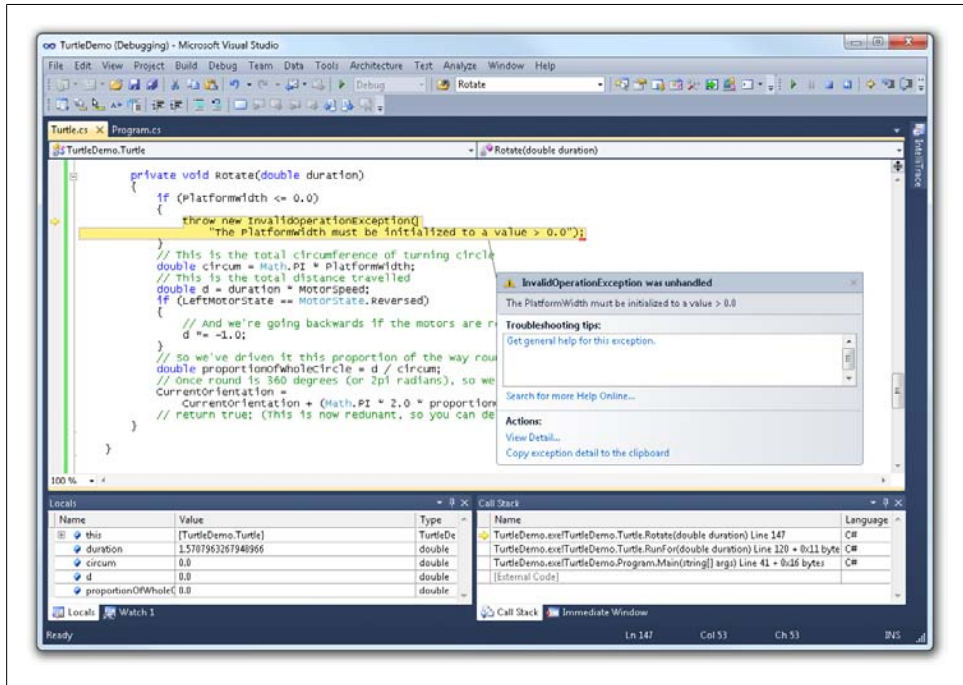 TurtleDemo (Debugging) - Microsoft Visual Studio
File Edit View Project Build Debug Team Data Tools Architecture Test Analyze Window Help
Debug Rotate
Turtle.cs Program.cs
TurtleDemo.Turtle Rotate(double duration)
IntelliTrace
private void Rotate(double duration)
{
if (PlatformWidth <= 0.0)
{
throw new InvalidOperationException(
"The PlatformWidth must be initialized to a value > 0.0");
}
// This is the total circumference of turning circle
double circum = Math.PI * PlatformWidth;
// This is the total distance travelled
double d = duration * MotorSpeed;
if (LeftMotorState == MotorState.Reversed)
{
// And we're going backwards if the motors are r
d *= -1.0;
}
// So we've driven it this proportion of the way rou
double proportionOfWholeCircle = d / circum;
// Once round is 360 degrees (or 2pi radians), so we
CurrentOrientation =
CurrentOrientation + (Math.PI * 2.0 * proportion
// return true; (This is now redunant, so you can de
}
}
InvalidOperationException was unhandled
The PlatformWidth must be initialized to a value > 0.0
Troubleshooting tips:
Get general help for this exception.
Search for more Help Online...
Actions:
View Detail...
Copy exception detail to the clipboard
100 %
Locals
Name Value Type
this {TurtleDemo.Turtle} TurtleDe
duration 1.5707963267948966 double
circum 0.0 double
d 0.0 double
proportionOfWholeC 0.0 double
Locals Watch 1
Call Stack
Name Language
TurtleDemo.exe!TurtleDemo.Turtle.Rotate(double duration) Line 147 C#
TurtleDemo.exe!TurtleDemo.Turtle.RunFor(double duration) Line 120 + 0x11 byte C#
TurtleDemo.exe!TurtleDemo.Program.Main(string[] args) Line 41 + 0x16 bytes C#
[External Code]
Call Stack Immediate Window
Ready Ln 147 Col 53 Ch 53 INS